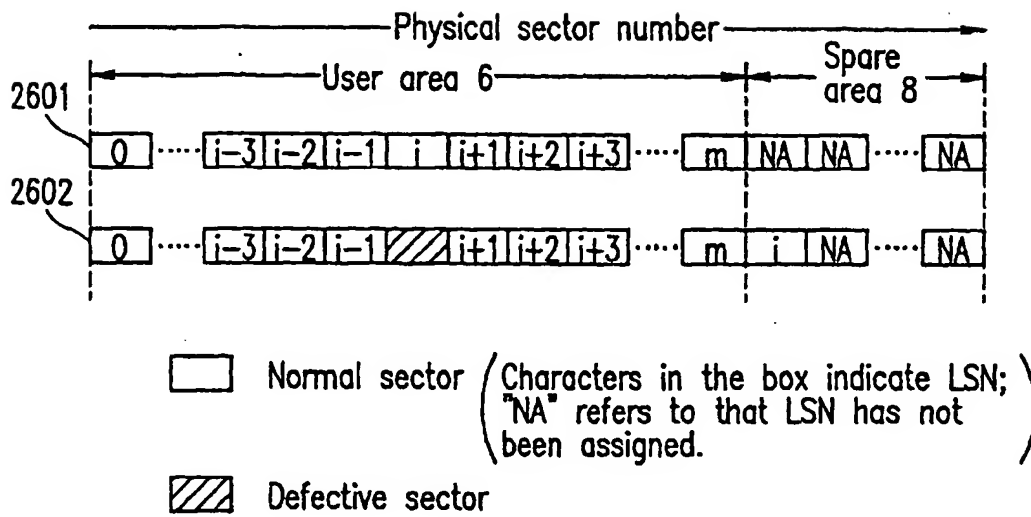 Physical sector number
User area 6
Spare area 8
2601
0 ····· i-3 i-2 i-1 i i+1 i+2 i+3 ····· m NA NA ····· NA
2602
0 ····· i-3 i-2 i-1 i+1 i+2 i+3 ····· m i NA ····· NA
Normal sector (Characters in the box indicate LSN;
"NA" refers to that LSN has not
been assigned.)
Defective sector